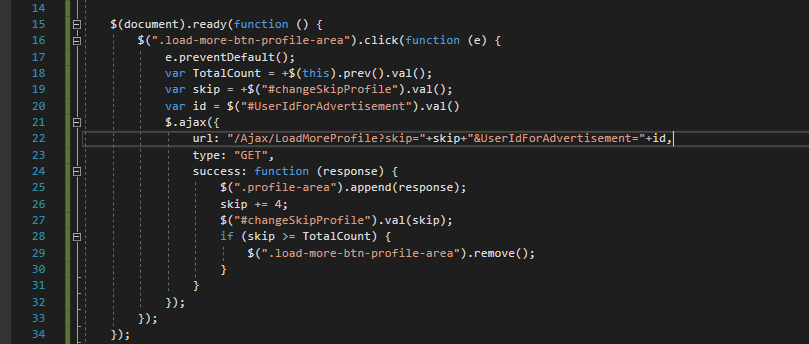 14
15 $(document).ready(function () {
16 $(".load-more-btn-profile-area").click(function (e) {
17 e.preventDefault();
18 var TotalCount = +$(this).prev().val();
19 var skip = +$("#changeSkipProfile").val();
20 var id = $("#UserIdForAdvertisement").val()
21 $.ajax({
22 url: "/Ajax/LoadMoreProfile?skip="+skip+"&UserIdForAdvertisement="+id,
23 type: "GET",
24 success: function (response) {
25 $(".profile-area").append(response);
26 skip += 4;
27 $("#changeSkipProfile").val(skip);
28 if (skip >= TotalCount) {
29 $(".load-more-btn-profile-area").remove();
30 }
31 }
32 });
33 });
34 });